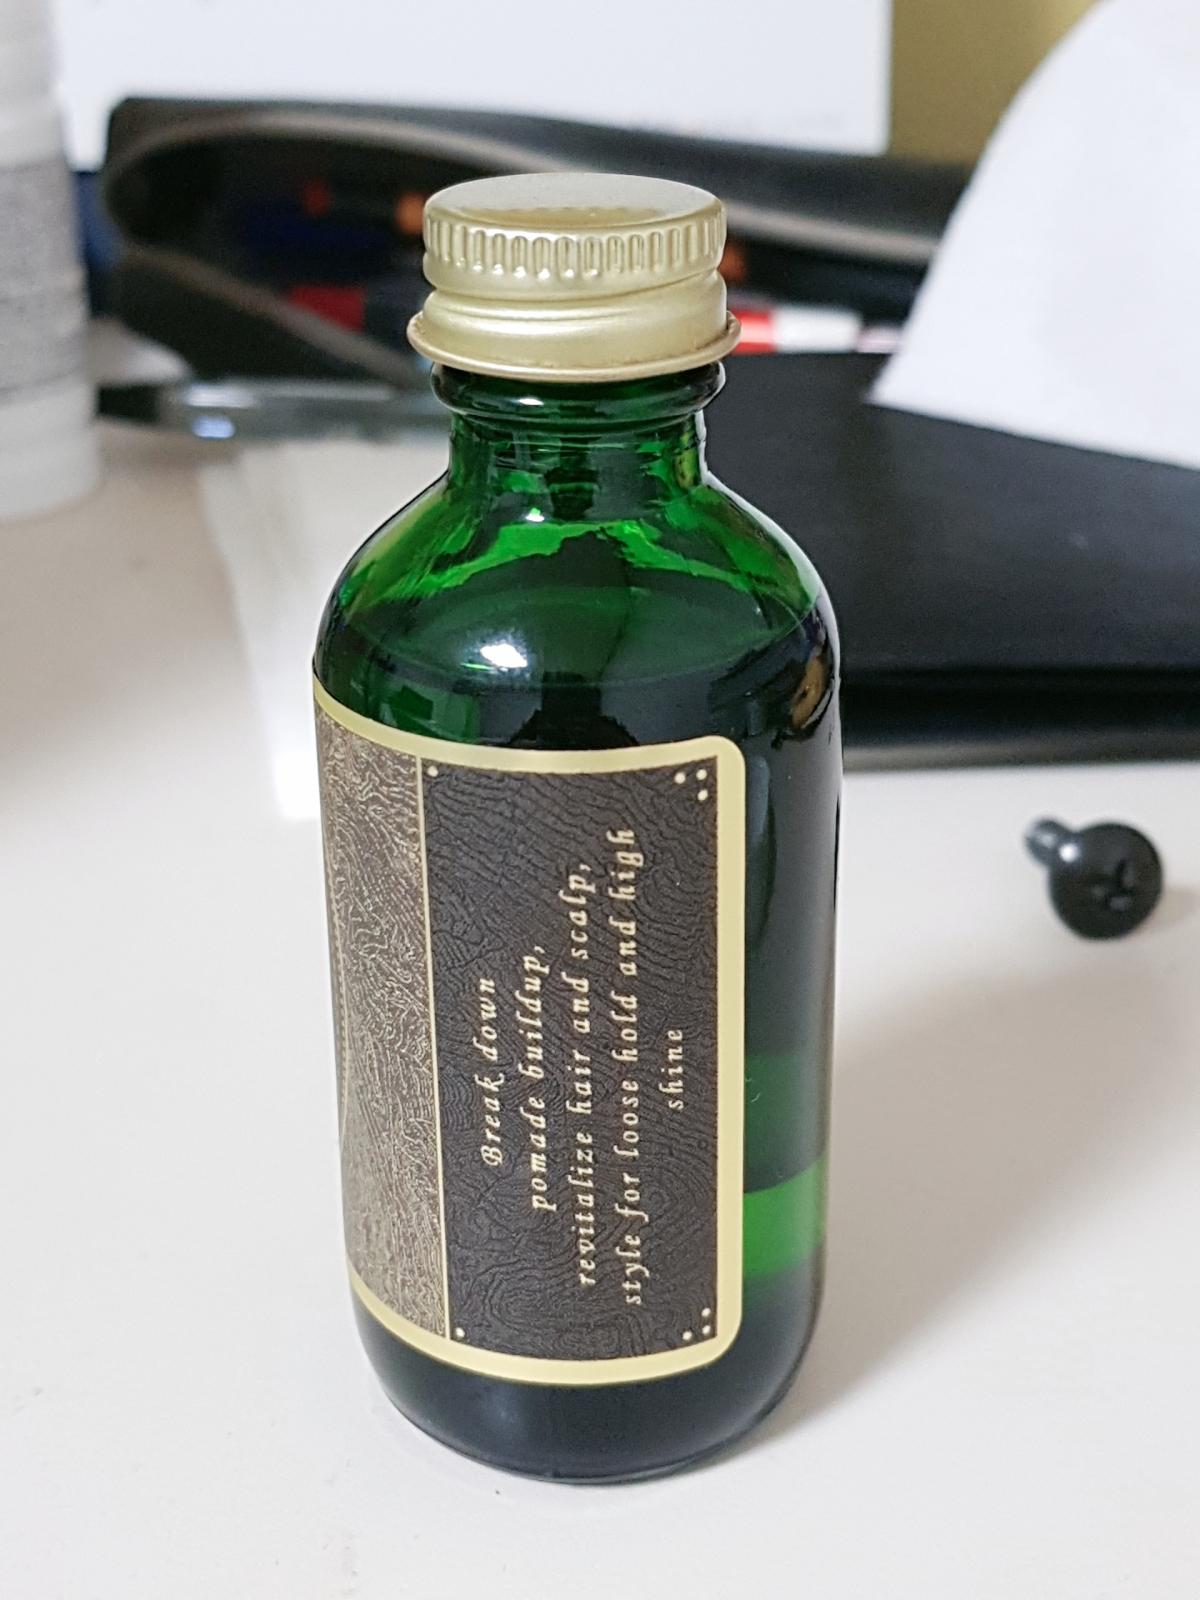 Break down
pomade buildup,
revitalize hair and scalp,
style for loose hold and high
shine